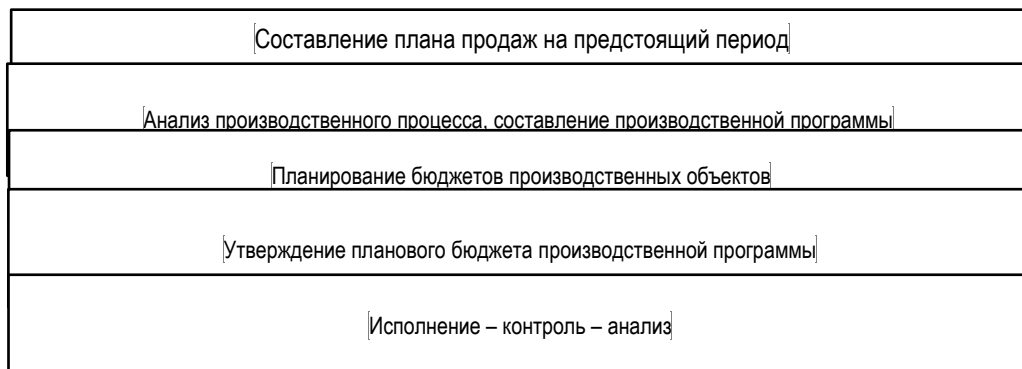 Составление плана продаж на предстоящий период
Анализ производственного процесса, составление производственной программы
Планирование бюджетов производственных объектов
Утверждение планового бюджета производственной программы
Исполнение – контроль – анализ